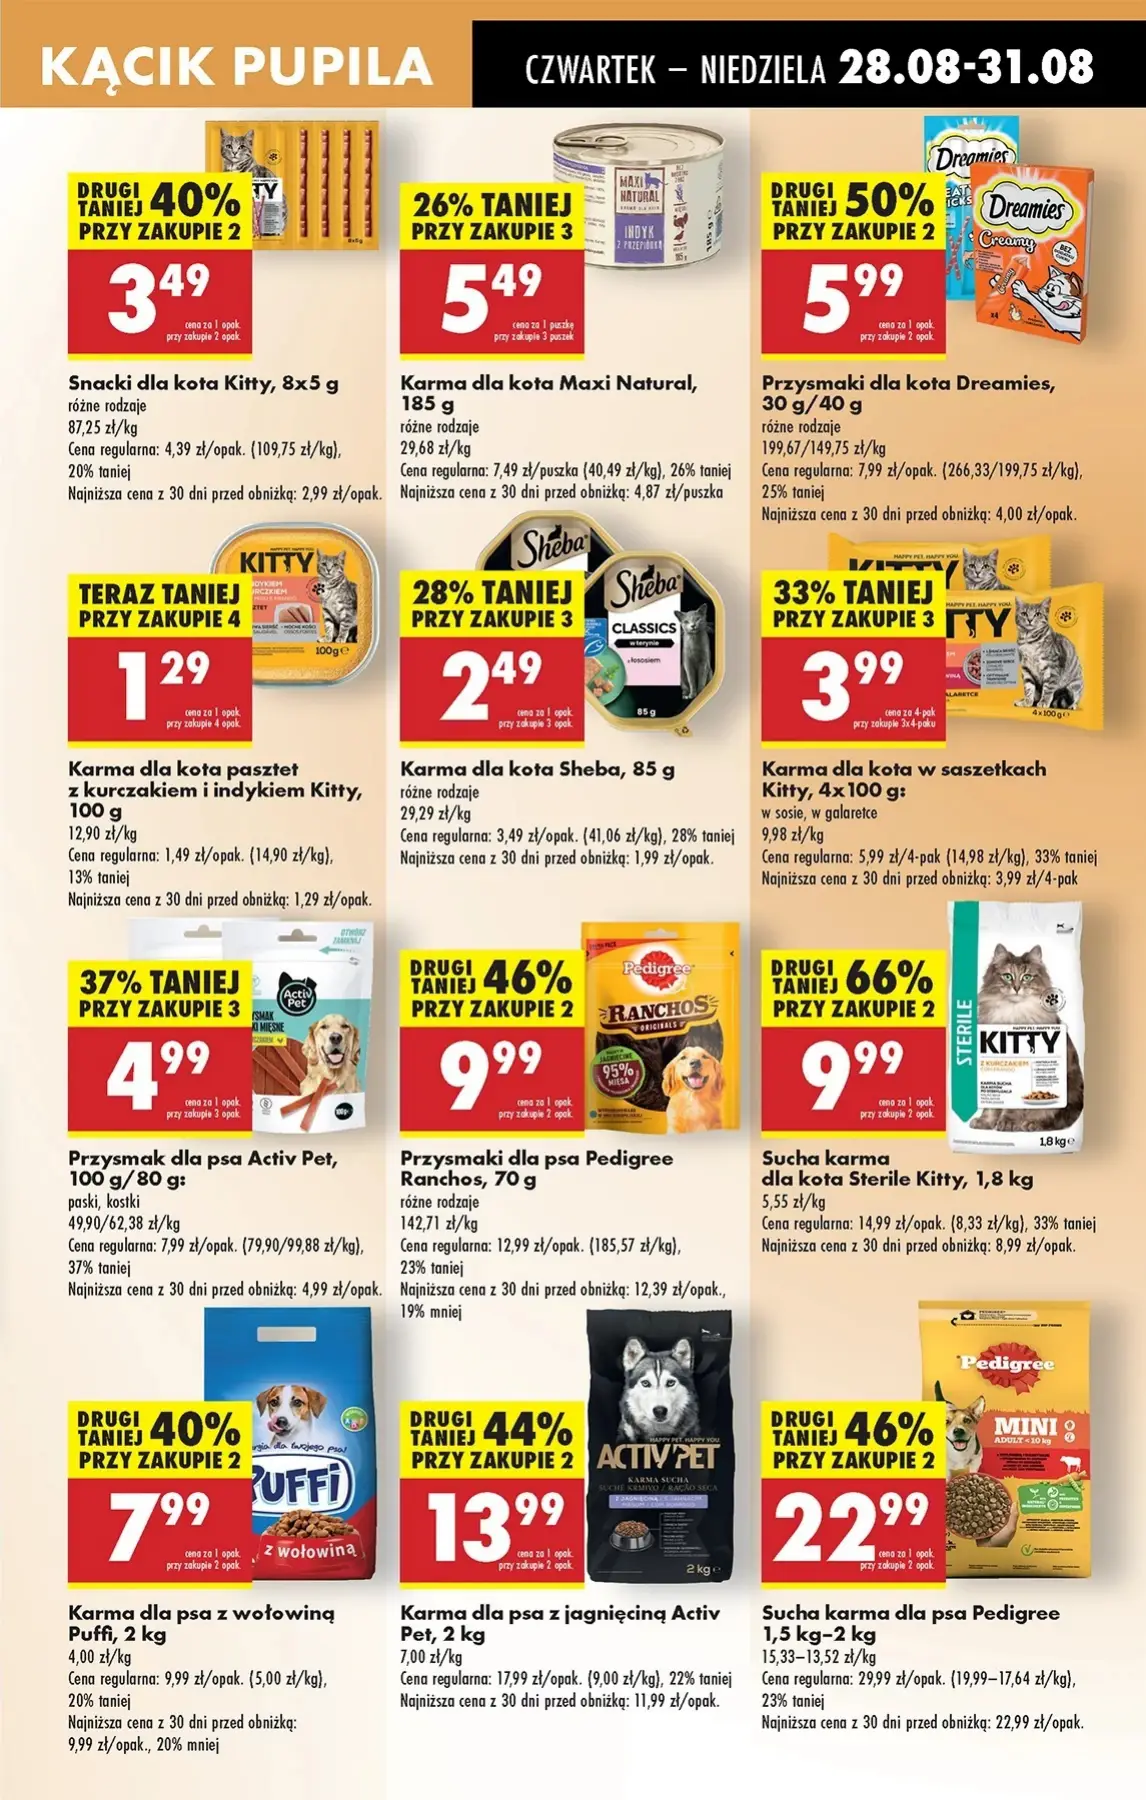 KĄCIK PUPILA
CZWARTEK – NIEDZIELA 28.08-31.08
DRUGI TANIEJ 40%
PRZY ZAKUPIE 2
3 49
cena za 1 opak.
przy zakupie 2 opak.
8x5g
Snacki dla kota Kitty, 8x5 g
różne rodzaje
87,25 zł/kg
Cena regularna: 4,39 zł/opak. (109,75 zł/kg),
20% taniej
Najniższa cena z 30 dni przed obniżką: 2,99 zł/opak.
26% TANIEJ
PRZY ZAKUPIE 3
5 49
cena za 1 puszkę
przy zakupie 3 puszek
MAXI
NATURAL
INDYK
Z PRZEPIÓRKĄ
185 g
Karma dla kota Maxi Natural,
185 g
różne rodzaje
29,68 zł/kg
Cena regularna: 7,49 zł/puszka (40,49 zł/kg), 26% taniej
Najniższa cena z 30 dni przed obniżką: 4,87 zł/puszka
DRUGI TANIEJ 50%
PRZY ZAKUPIE 2
5 99
cena za 1 opak.
przy zakupie 2 opak.
Dreamies
Dreamies
Creamy
Przysmaki dla kota Dreamies,
30 g/40 g
różne rodzaje
199,67/149,75 zł/kg
Cena regularna: 7,99 zł/opak. (266,33/199,75 zł/kg),
25% taniej
Najniższa cena z 30 dni przed obniżką: 4,00 zł/opak.
TERAZ TANIEJ
PRZY ZAKUPIE 4
1 29
cena za 1 opak.
przy zakupie 4 opak.
HAPPY PET. HAPPY YOU.
KITTY
100g
Karma dla kota pasztet
z kurczakiem i indykiem Kitty,
100 g
12,90 zł/kg
Cena regularna: 1,49 zł/opak. (14,90 zł/kg),
13% taniej
Najniższa cena z 30 dni przed obniżką: 1,29 zł/opak.
28% TANIEJ
PRZY ZAKUPIE 3
2 49
cena za 1 opak.
przy zakupie 3 opak.
Sheba
Sheba
CLASSICS
w terynie
z łososiem
85 g
Karma dla kota Sheba, 85 g
różne rodzaje
29,29 zł/kg
Cena regularna: 3,49 zł/opak. (41,06 zł/kg), 28% taniej
Najniższa cena z 30 dni przed obniżką: 1,99 zł/opak.
33% TANIEJ
PRZY ZAKUPIE 3
3 99
cena za 4-pak
przy zakupie 3x4-paku
4x100g
Karma dla kota w saszetkach
Kitty, 4x100 g:
w sosie, w galaretce
9,98 zł/kg
Cena regularna: 5,99 zł/4-pak (14,98 zł/kg), 33% taniej
Najniższa cena z 30 dni przed obniżką: 3,99 zł/4-pak
37% TANIEJ
PRZY ZAKUPIE 3
4 99
cena za 1 opak.
przy zakupie 3 opak.
Activ
Pet
100g
Przysmak dla psa Activ Pet,
100 g/80 g:
paski, kostki
49,90/62,38 zł/kg
Cena regularna: 7,99 zł/opak. (79,90/99,88 zł/kg),
37% taniej
Najniższa cena z 30 dni przed obniżką: 4,99 zł/opak.
DRUGI TANIEJ 46%
PRZY ZAKUPIE 2
9 99
cena za 1 opak.
przy zakupie 2 opak.
Pedigree
RANCHOS
ORIGINALS
95%
MIĘSA
Przysmaki dla psa Pedigree
Ranchos, 70 g
różne rodzaje
142,71 zł/kg
Cena regularna: 12,99 zł/opak. (185,57 zł/kg),
23% taniej
Najniższa cena z 30 dni przed obniżką: 12,39 zł/opak.,
19% mniej
DRUGI TANIEJ 66%
PRZY ZAKUPIE 2
9 99
cena za 1 opak.
przy zakupie 2 opak.
STERILE
HAPPY PET. HAPPY YOU.
KITTY
Z KURCZAKIEM
1,8 kg
Sucha karma
dla kota Sterile Kitty, 1,8 kg
5,55 zł/kg
Cena regularna: 14,99 zł/opak. (8,33 zł/kg), 33% taniej
Najniższa cena z 30 dni przed obniżką: 8,99 zł/opak.
DRUGI TANIEJ 40%
PRZY ZAKUPIE 2
7 99
cena za 1 opak.
przy zakupie 2 opak.
PUFFI
z wołowiną
Karma dla psa z wołowiną
Puffi, 2 kg
4,00 zł/kg
Cena regularna: 9,99 zł/opak. (5,00 zł/kg),
20% taniej
Najniższa cena z 30 dni przed obniżką:
9,99 zł/opak., 20% mniej
DRUGI TANIEJ 44%
PRZY ZAKUPIE 2
13 99
cena za 1 opak.
przy zakupie 2 opak.
HAPPY PET. HAPPY YOU.
ACTIV PET
KARMA SUCHA
2 kg
Karma dla psa z jagnięciną Activ
Pet, 2 kg
7,00 zł/kg
Cena regularna: 17,99 zł/opak. (9,00 zł/kg), 22% taniej
Najniższa cena z 30 dni przed obniżką: 11,99 zł/opak.
DRUGI TANIEJ 46%
PRZY ZAKUPIE 2
22 99
cena za 1 opak.
przy zakupie 2 opak.
Pedigree
MINI
ADULT <10 kg
Sucha karma dla psa Pedigree
1,5 kg–2 kg
15,33–13,52 zł/kg
Cena regularna: 29,99 zł/opak. (19,99–17,64 zł/kg),
23% taniej
Najniższa cena z 30 dni przed obniżką: 22,99 zł/opak.